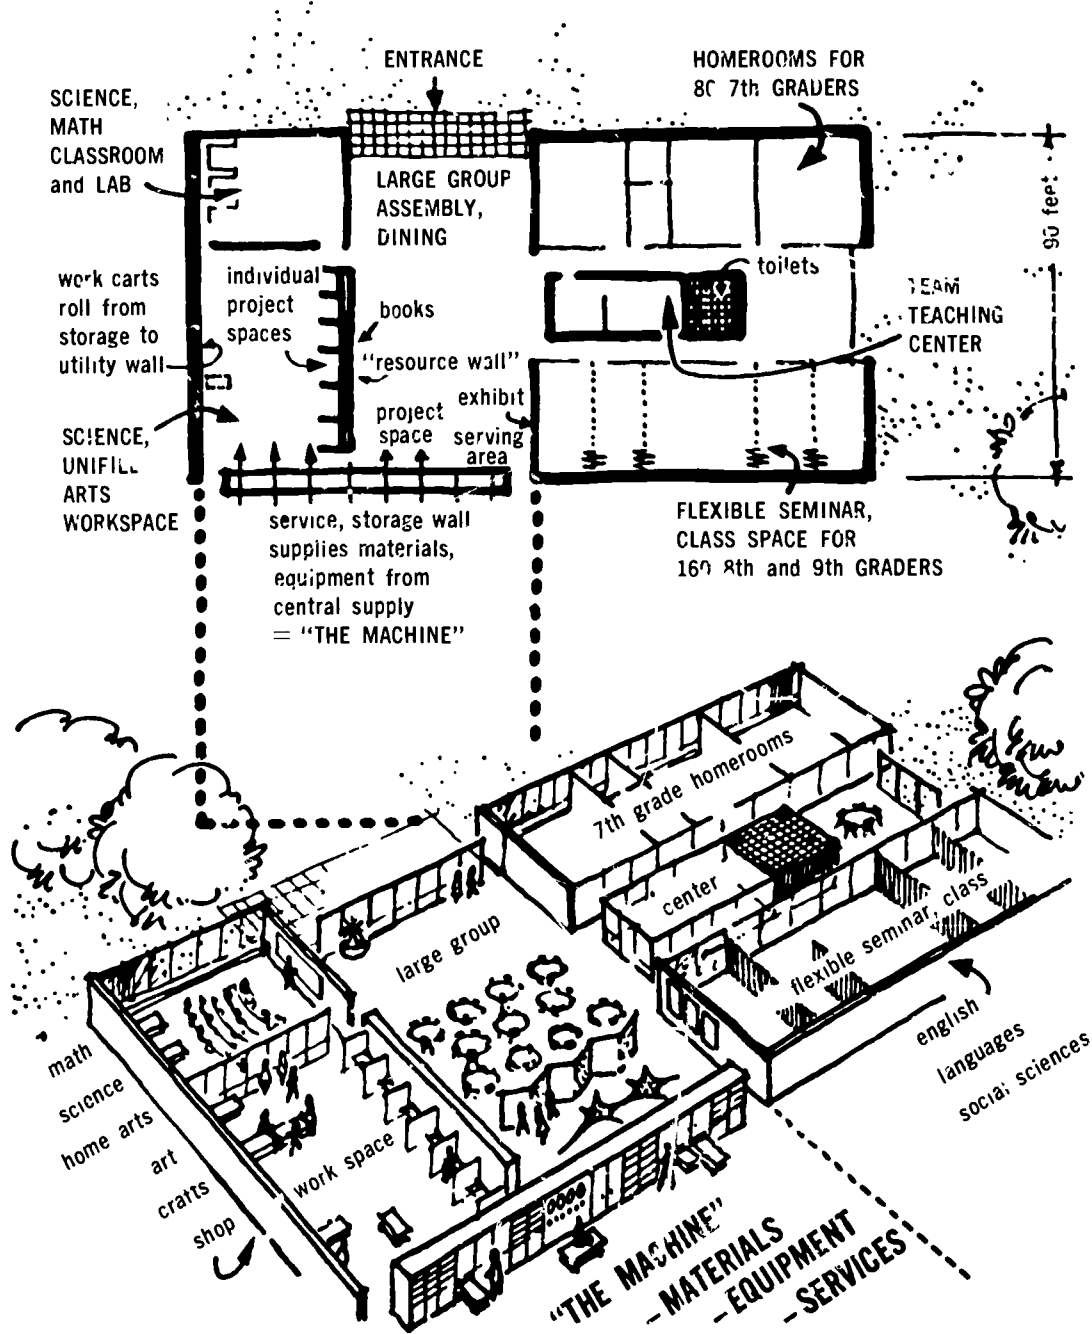 ENTRANCE
HOMEROOMS FOR
80 7th GRADERS
SCIENCE,
MATH
CLASSROOM
and LAB
LARGE GROUP
ASSEMBLY,
DINING
90 feet
toilets
work carts
roll from
storage to
utility wall
individual
project
spaces
books
"resource wall"
TEAM
TEACHING
CENTER
exhibit
project
space
serving
area
SCIENCE,
ARTS
WORKSPACE
service, storage wall
supplies materials,
equipment from
central supply
= "THE MACHINE"
FLEXIBLE SEMINAR,
CLASS SPACE FOR
160 8th and 9th GRADERS
7th grade homerooms
center
large group
flexible seminar, class
english
languages
social sciences
math
science
home arts
art
crafts
shop
work space
"THE MACHINE"
-MATERIALS
-EQUIPMENT
-SERVICES